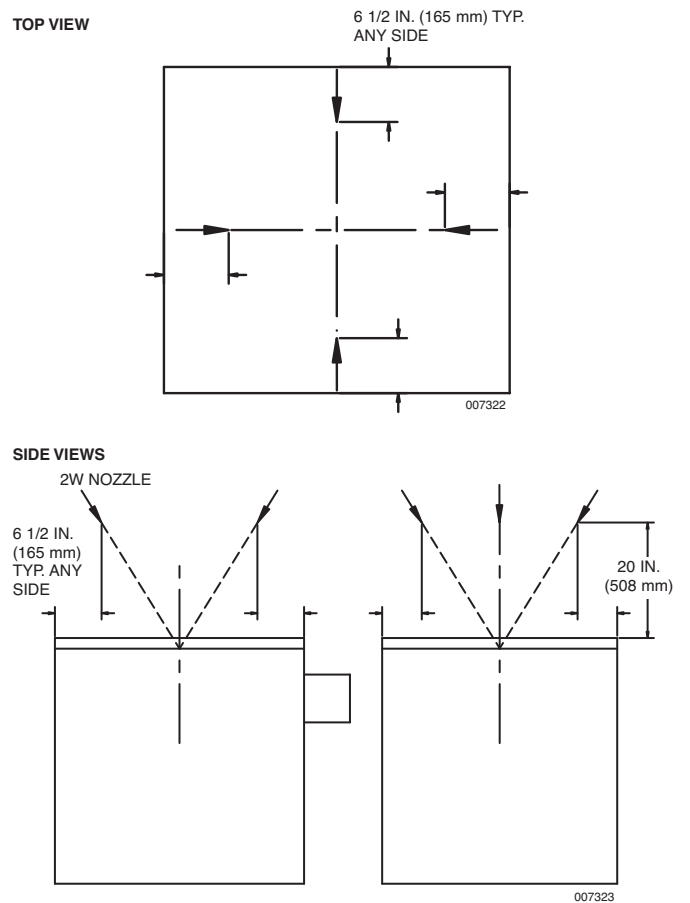 TOP VIEW
6 1/2 IN. (165 mm) TYP.
ANY SIDE
007322
SIDE VIEWS
2W NOZZLE
6 1/2 IN.
(165 mm)
TYP. ANY
SIDE
20 IN.
(508 mm)
007323